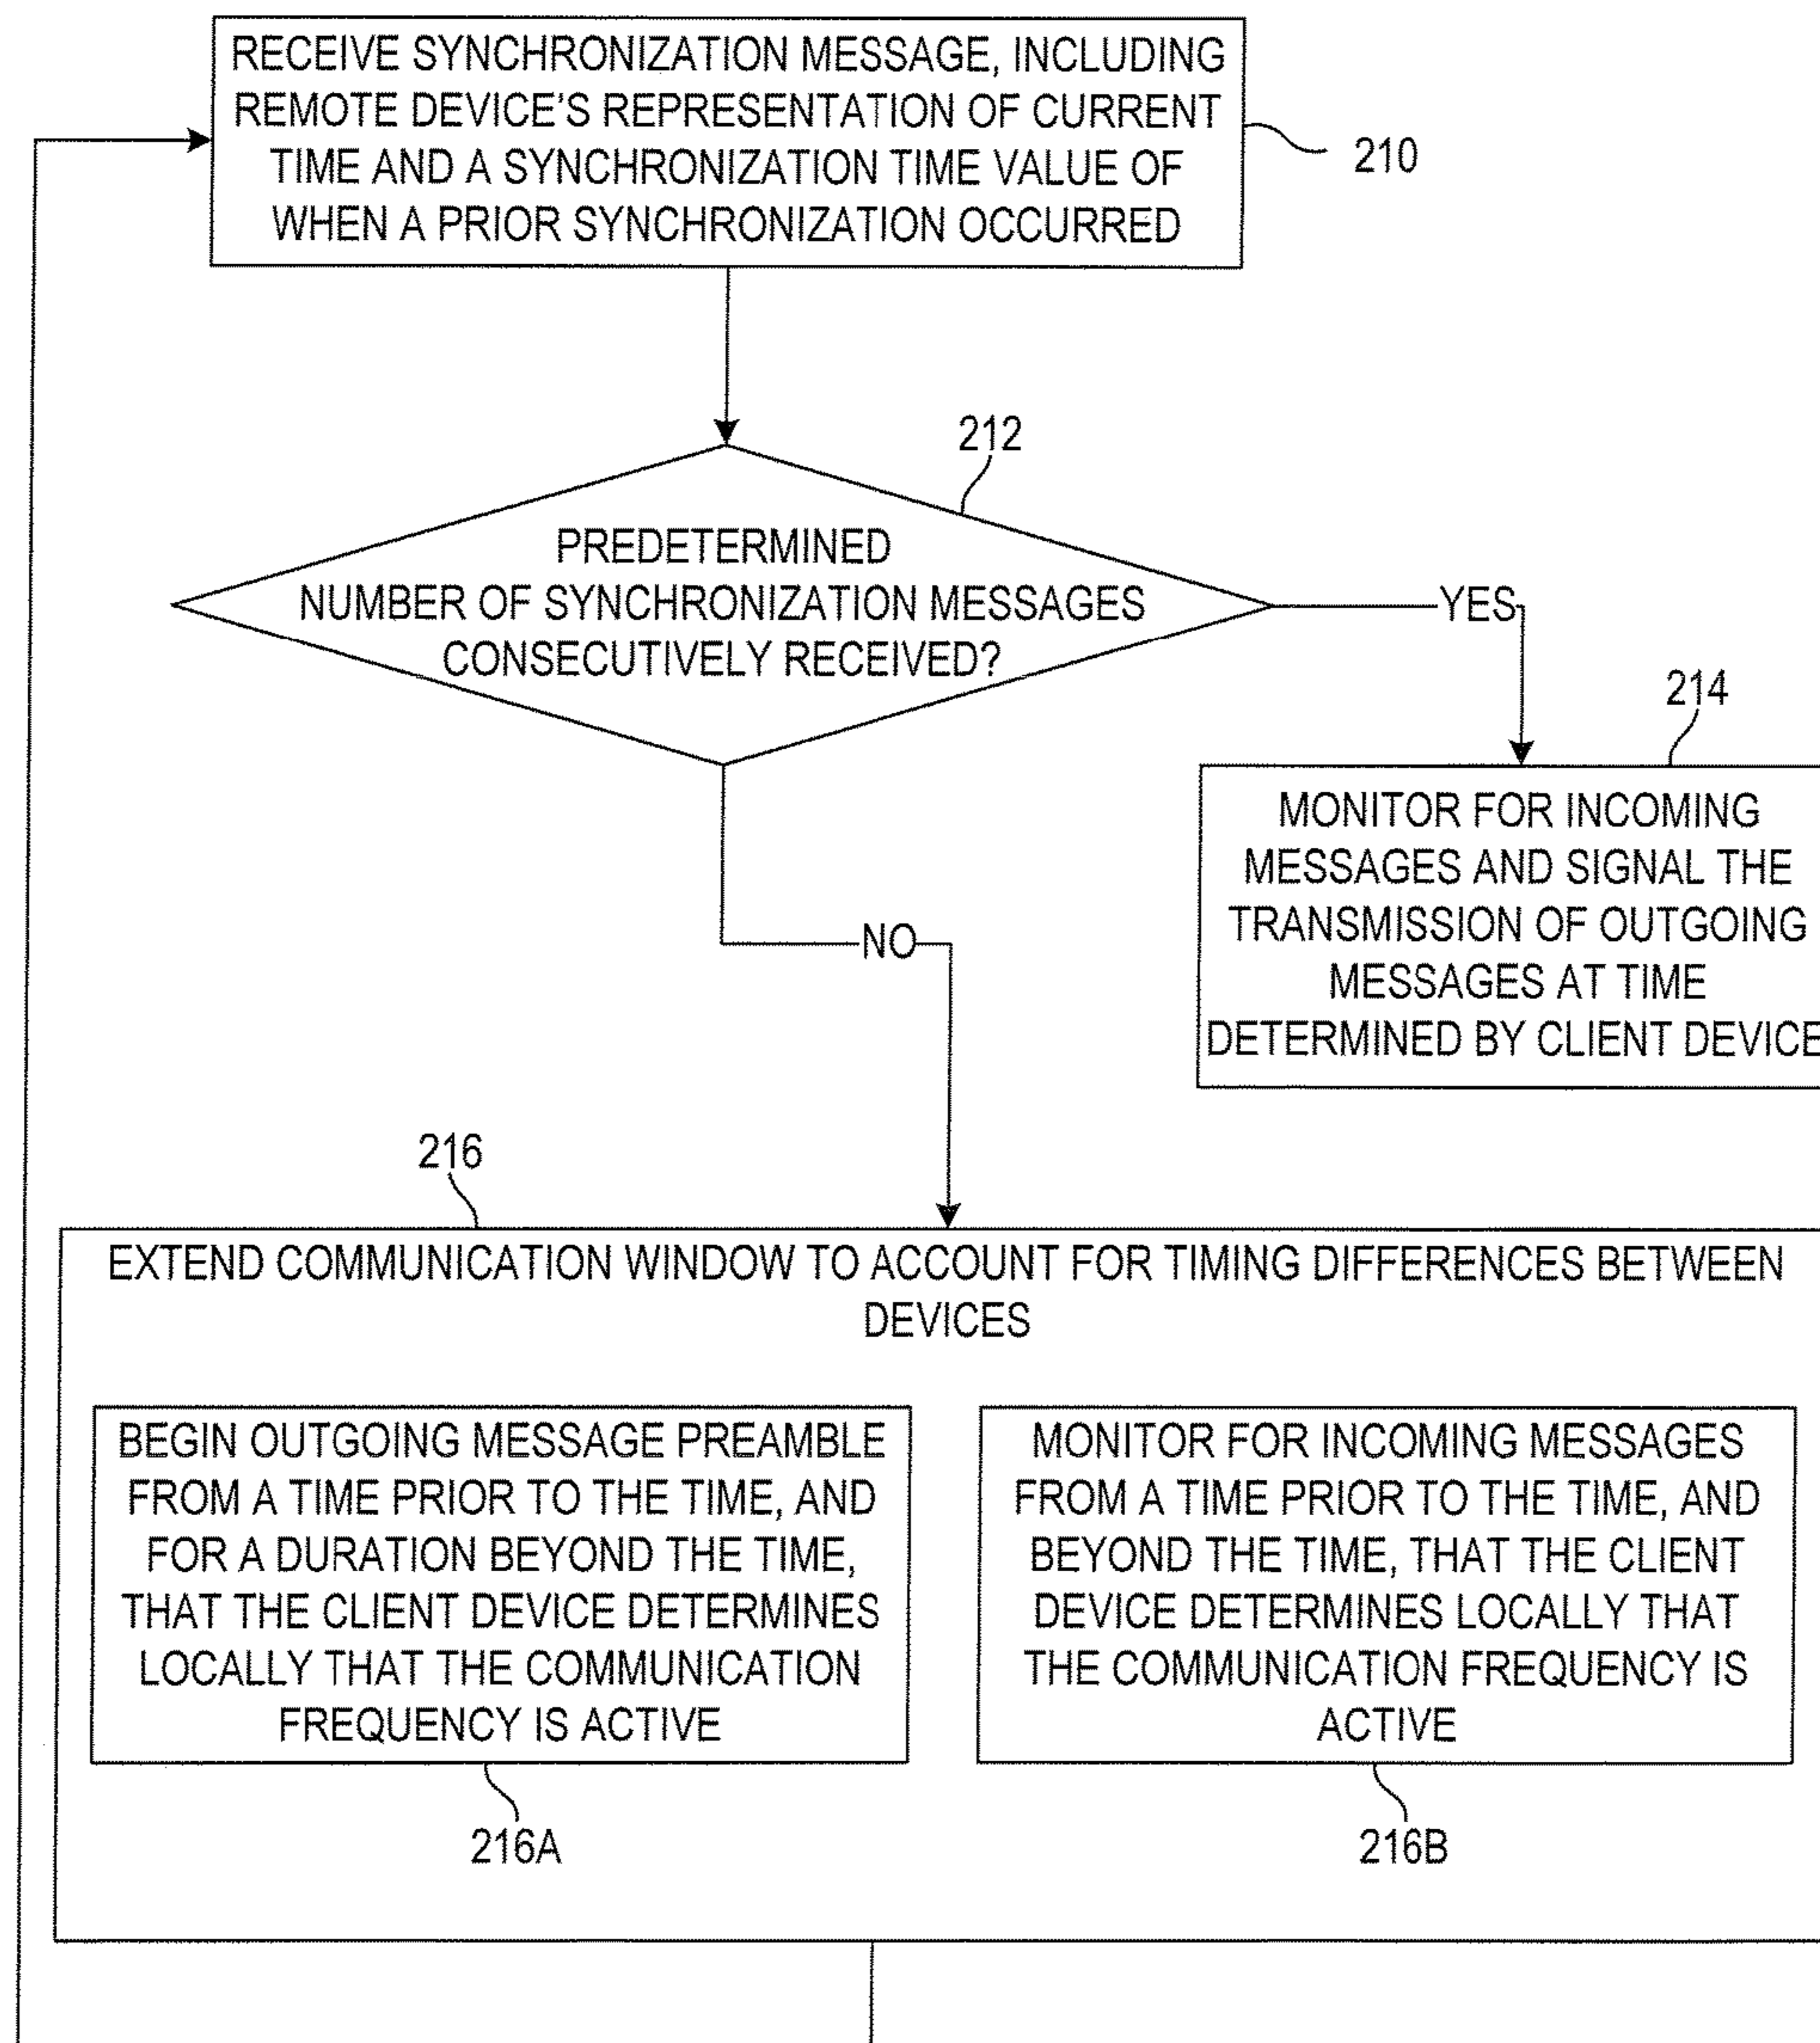 RECEIVE SYNCHRONIZATION MESSAGE, INCLUDING
REMOTE DEVICE'S REPRESENTATION OF CURRENT
TIME AND A SYNCHRONIZATION TIME VALUE OF
WHEN A PRIOR SYNCHRONIZATION OCCURRED
210
212
PREDETERMINED
NUMBER OF SYNCHRONIZATION MESSAGES
CONSECUTIVELY RECEIVED?
YES
214
MONITOR FOR INCOMING
MESSAGES AND SIGNAL THE
TRANSMISSION OF OUTGOING
MESSAGES AT TIME
DETERMINED BY CLIENT DEVICE
NO
216
EXTEND COMMUNICATION WINDOW TO ACCOUNT FOR TIMING DIFFERENCES BETWEEN
DEVICES
BEGIN OUTGOING MESSAGE PREAMBLE
FROM A TIME PRIOR TO THE TIME, AND
FOR A DURATION BEYOND THE TIME,
THAT THE CLIENT DEVICE DETERMINES
LOCALLY THAT THE COMMUNICATION
FREQUENCY IS ACTIVE
216A
MONITOR FOR INCOMING MESSAGES
FROM A TIME PRIOR TO THE TIME, AND
BEYOND THE TIME, THAT THE CLIENT
DEVICE DETERMINES LOCALLY THAT
THE COMMUNICATION FREQUENCY IS
ACTIVE
216B